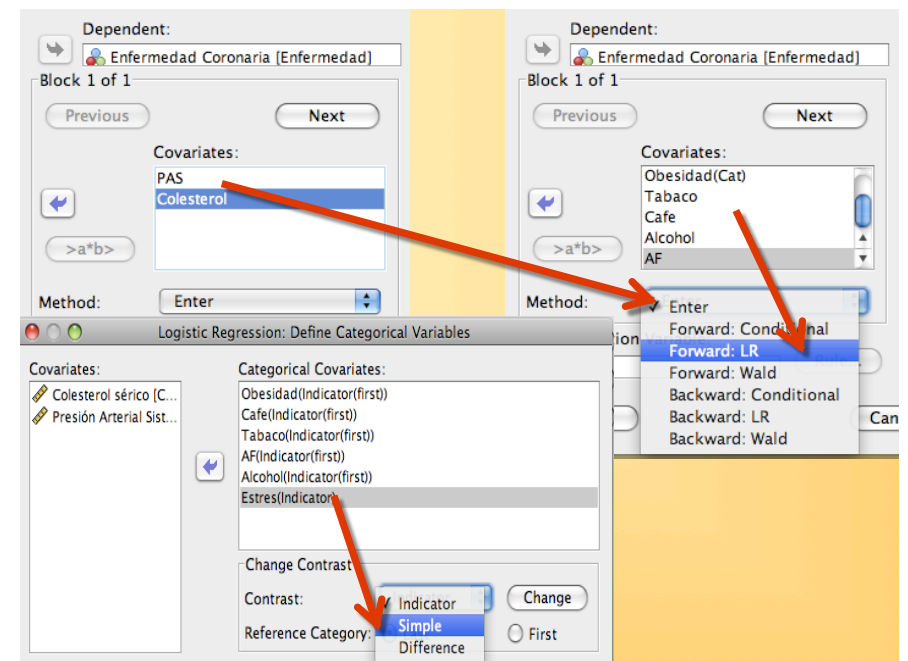 Dependent:
Enfermedad Coronaria [Enfermedad]
Block 1 of 1
Previous
Next
Covariates:
PAS
Colesterol
>a*b>
Method:
Enter
Dependent:
Enfermedad Coronaria [Enfermedad]
Block 1 of 1
Previous
Next
Covariates:
Obesidad(Cat)
Tabaco
Cafe
Alcohol
AF
>a*b>
Method:
✓ Enter
Forward: Conditional
Forward: LR
Forward: Wald
Backward: Conditional
Backward: LR
Backward: Wald
Logistic Regression: Define Categorical Variables
Covariates:
Colesterol sérico [C...
Presión Arterial Sist...
Categorical Covariates:
Obesidad(Indicator(first))
Cafe(Indicator(first))
Tabaco(Indicator(first))
AF(Indicator(first))
Alcohol(Indicator(first))
Estres(Indicator)
Change Contrast
Contrast:
✓ Indicator
Simple
Difference
Change
Reference Category:
First